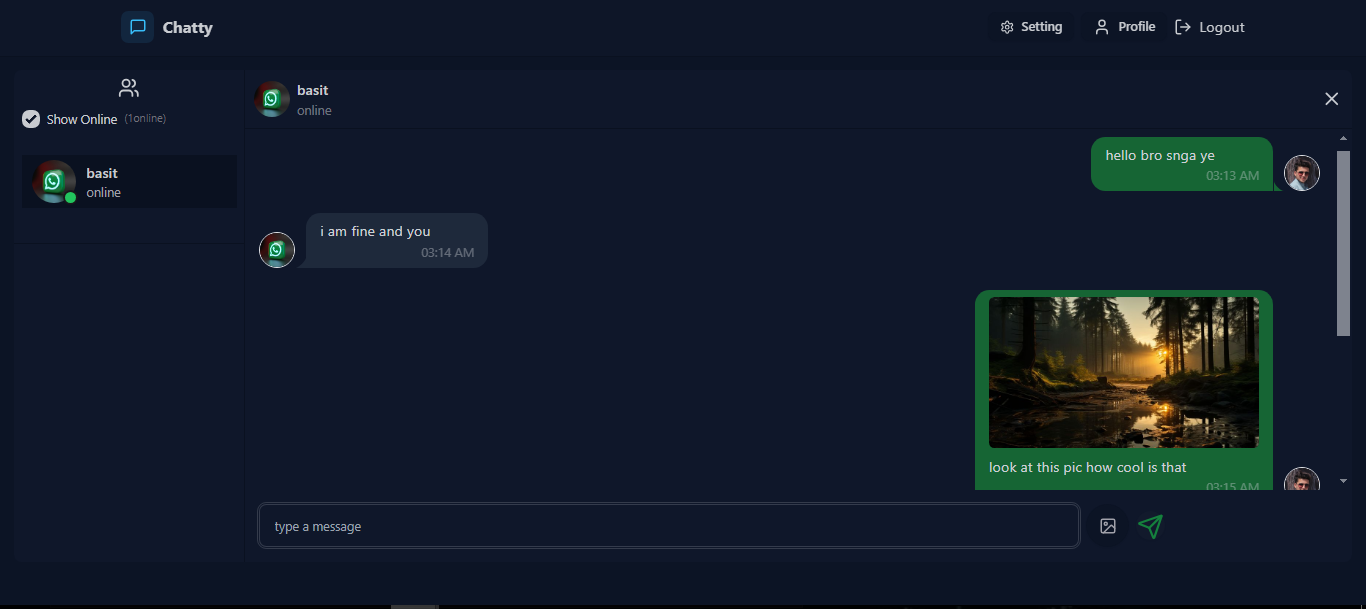 Chatty
Setting
Profile
Logout
Show Online (1online)
basit
online
basit
online
hello bro snga ye
03:13 AM
i am fine and you
03:14 AM
look at this pic how cool is that
03:15 AM
type a message